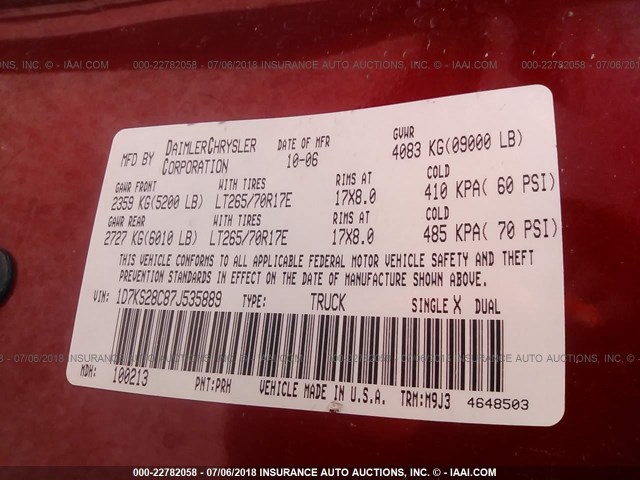 000-22782058 - 07/06/2018 INSURANCE AUTO AUCTIONS, INC. - © IAAI.COM
INC. - © IAAI.COM
MFD BY DAIMLERCHRYSLER CORPORATION
DATE OF MFR 10-06
GVWR 4083 KG(09000 LB)
GAWR FRONT WITH TIRES RIMS AT COLD
2359 KG(5200 LB) LT265/70R17E 17X8.0 410 KPA( 60 PSI)
GAWR REAR WITH TIRES RIMS AT COLD
2727 KG(6010 LB) LT265/70R17E 17X8.0 485 KPA( 70 PSI)
THIS VEHICLE CONFORMS TO ALL APPLICABLE FEDERAL MOTOR VEHICLE SAFETY AND THEFT
PREVENTION STANDARDS IN EFFECT ON THE DATE OF MANUFACTURE SHOWN ABOVE.
VIN: 1D7KS28C87J535889 TYPE: TRUCK SINGLE X DUAL
MDH: 100213 PNT:PRH VEHICLE MADE IN U.S.A. TRM:M9J3 4648503
000-22782058 - 07/06/2018 INSURANCE AUTO AUCTIONS, INC. - © IAAI.COM